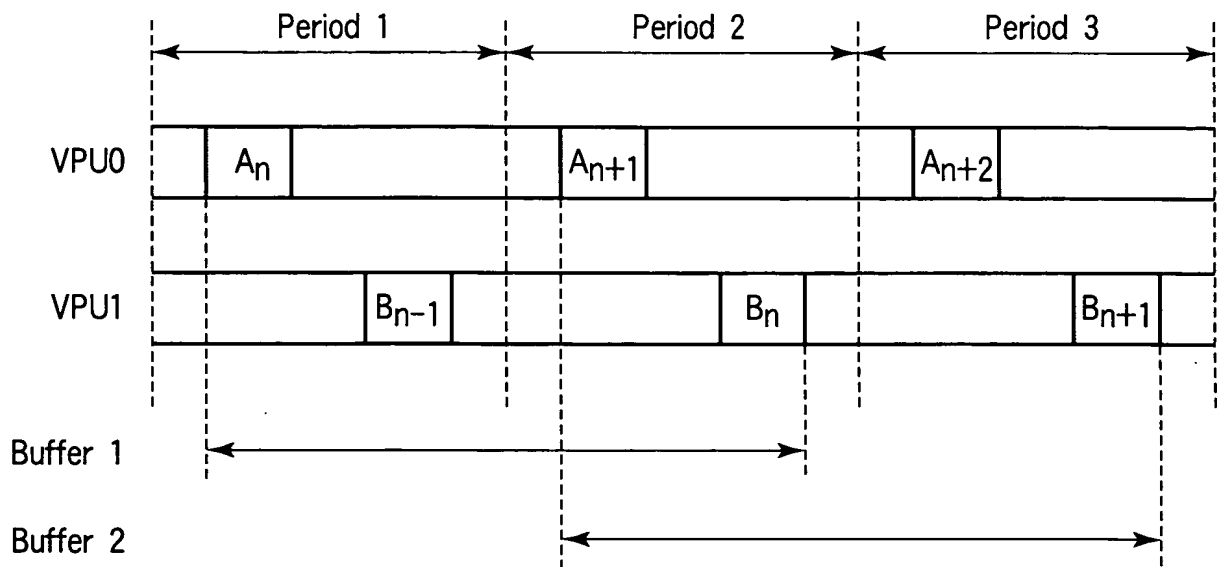 Period 1 Period 2 Period 3
VPU0 An An+1 An+2
VPU1 Bn-1 Bn Bn+1
Buffer 1
Buffer 2